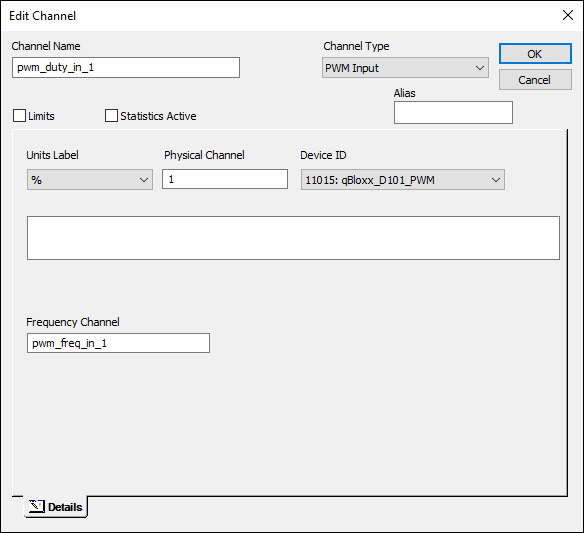 Edit Channel
Channel Name
Channel Type
pwm_duty_in_1
PWM Input
OK
Cancel
Alias
Limits
Statistics Active
Units Label
Physical Channel
Device ID
%
1
11015: qBloxx_D101_PWM
Frequency Channel
pwm_freq_in_1
Details